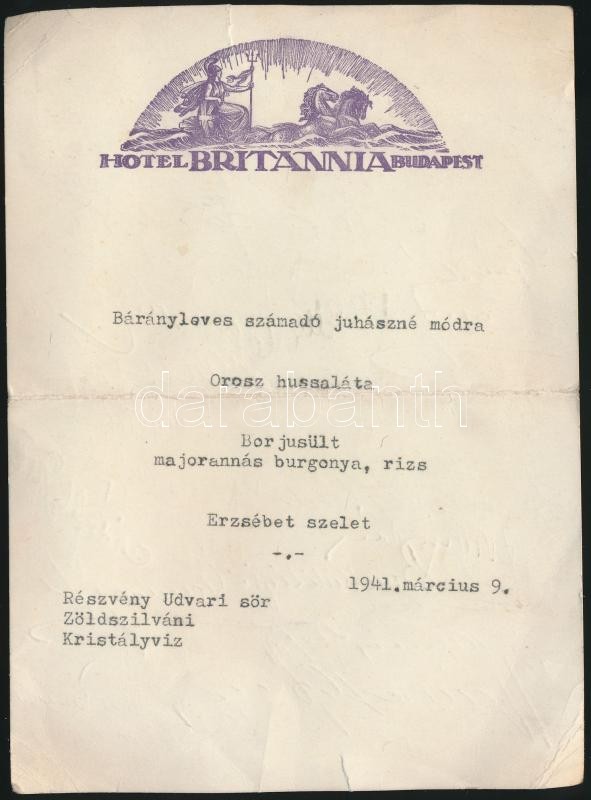 HOTEL BRITANNIA BUDAPEST
Bárányleves számadó juhászné módra
Orosz hussaláta
darabanth
Borjusült
majorannás burgonya, rizs
Erzsébet szelet
-.-
1941.március 9.
Részvény Udvari sör
Zöldszilváni
Kristályviz